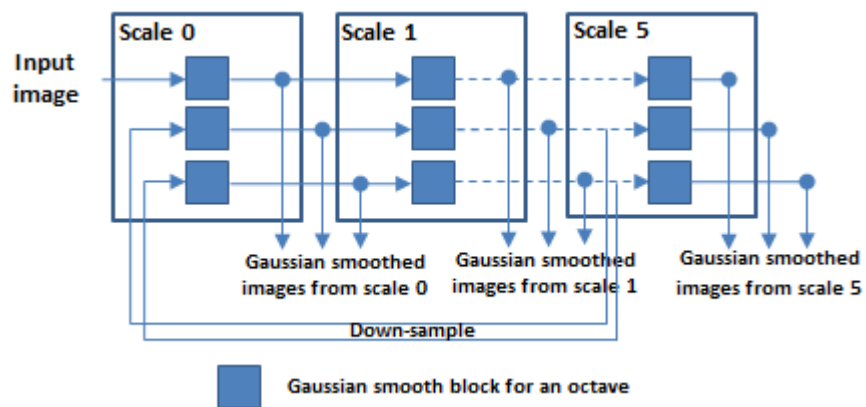 Scale 0
Scale 1
Scale 5
Input
image
Gaussian smoothed
images from scale 0
Gaussian smoothed
images from scale 1
Gaussian smoothed
images from scale 5
Down-sample
Gaussian smooth block for an octave